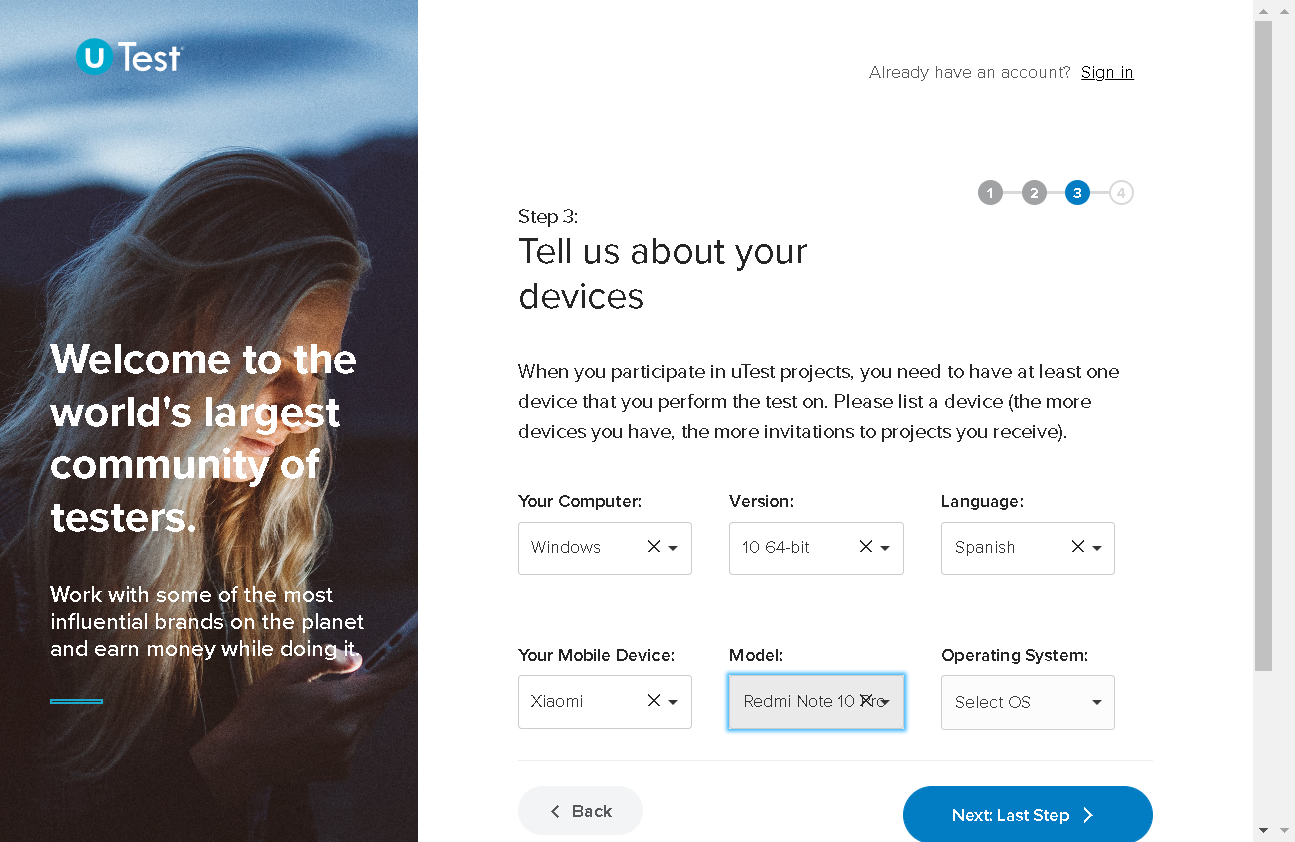 U Test
Already have an account? Sign in
1 2 3 4
Step 3:
Tell us about your
devices
Welcome to the
world's largest
community of
testers.
Work with some of the most
influential brands on the planet
and earn money while doing it.
When you participate in uTest projects, you need to have at least one
device that you perform the test on. Please list a device (the more
devices you have, the more invitations to projects you receive).
Your Computer: Version: Language:
Windows 10 64-bit Spanish
Your Mobile Device: Model: Operating System:
Xiaomi Redmi Note 10 Pro Select OS
Back Next: Last Step